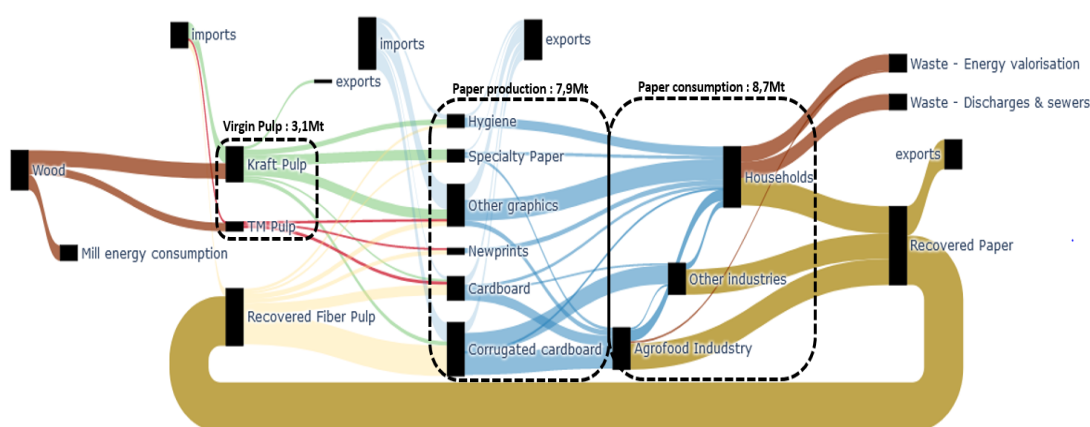 imports
imports
exports
exports
Paper production : 7,9Mt
Paper consumption : 8,7Mt
Waste - Energy valorisation
Waste - Discharges & sewers
Virgin Pulp : 3,1Mt
Hygiene
Wood
Kraft Pulp
Specialty Paper
exports
Households
Other graphics
TM Pulp
Mill energy consumption
Newprints
Recovered Paper
Cardboard
Other industries
Recovered Fiber Pulp
Corrugated cardboard
Agrofood Indudstry